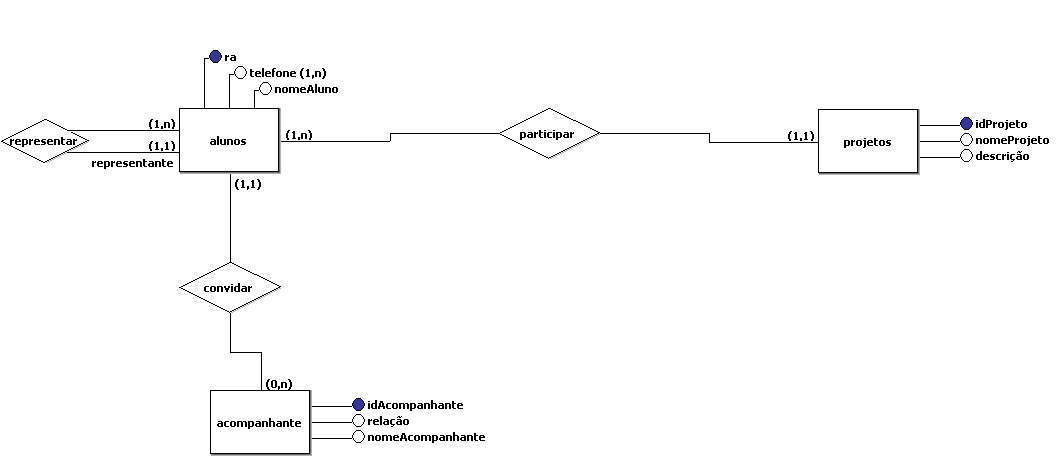 ra
telefone (1,n)
nomeAluno
(1,n)
representar
(1,1)
representante
alunos
(1,n)
(1,1)
participar
(1,1)
projetos
idProjeto
nomeProjeto
descrição
convidar
(0,n)
acompanhante
idAcompanhante
relação
nomeAcompanhante